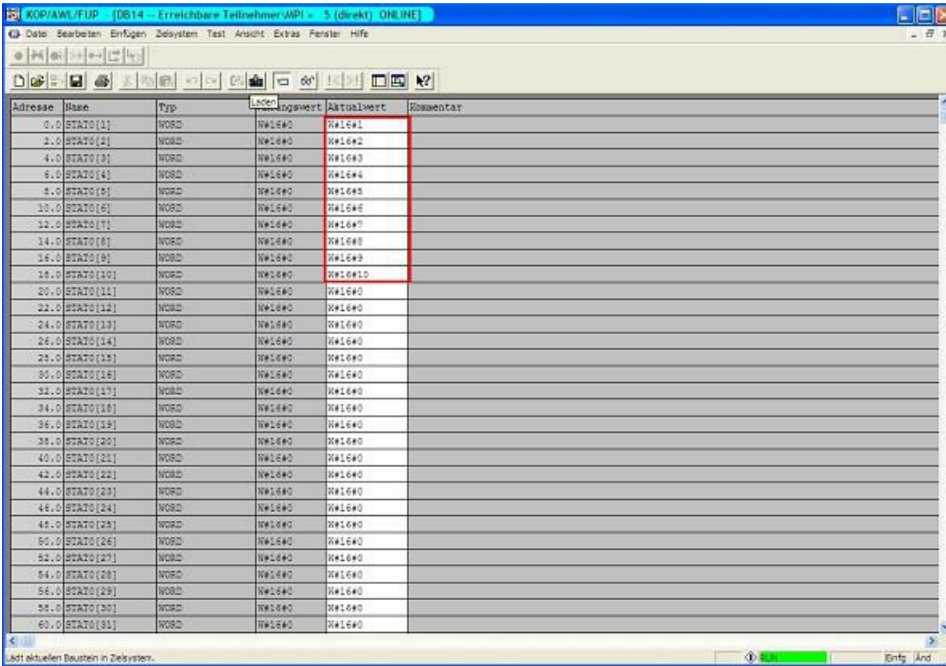 KOP/AWL/FUP - [DB14 -- Erreichbare Teilnehmer\MPI = 5 (direkt) ONLINE]
Datei Bearbeiten Einfügen Zielsystem Test Ansicht Extras Fenster Hilfe
Laden
Adresse Name Typ Aktualwert Kommentar
0.0 STAT0[1] WORD W#16#0 W#16#1
2.0 STAT0[2] WORD W#16#0 W#16#2
4.0 STAT0[3] WORD W#16#0 W#16#3
6.0 STAT0[4] WORD W#16#0 W#16#4
8.0 STAT0[5] WORD W#16#0 W#16#5
10.0 STAT0[6] WORD W#16#0 W#16#6
12.0 STAT0[7] WORD W#16#0 W#16#7
14.0 STAT0[8] WORD W#16#0 W#16#8
16.0 STAT0[9] WORD W#16#0 W#16#9
18.0 STAT0[10] WORD W#16#0 W#16#10
20.0 STAT0[11] WORD W#16#0 W#16#0
22.0 STAT0[12] WORD W#16#0 W#16#0
24.0 STAT0[13] WORD W#16#0 W#16#0
26.0 STAT0[14] WORD W#16#0 W#16#0
28.0 STAT0[15] WORD W#16#0 W#16#0
30.0 STAT0[16] WORD W#16#0 W#16#0
32.0 STAT0[17] WORD W#16#0 W#16#0
34.0 STAT0[18] WORD W#16#0 W#16#0
36.0 STAT0[19] WORD W#16#0 W#16#0
38.0 STAT0[20] WORD W#16#0 W#16#0
40.0 STAT0[21] WORD W#16#0 W#16#0
42.0 STAT0[22] WORD W#16#0 W#16#0
44.0 STAT0[23] WORD W#16#0 W#16#0
46.0 STAT0[24] WORD W#16#0 W#16#0
48.0 STAT0[25] WORD W#16#0 W#16#0
50.0 STAT0[26] WORD W#16#0 W#16#0
52.0 STAT0[27] WORD W#16#0 W#16#0
54.0 STAT0[28] WORD W#16#0 W#16#0
56.0 STAT0[29] WORD W#16#0 W#16#0
58.0 STAT0[30] WORD W#16#0 W#16#0
60.0 STAT0[31] WORD W#16#0 W#16#0
Lädt aktuellen Baustein in Zielsystem. RUN Einfg Änd